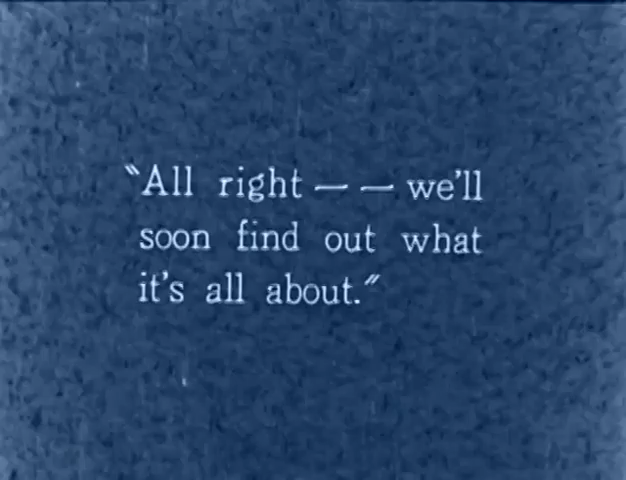 "All right — — we'll
soon find out what
it's all about."